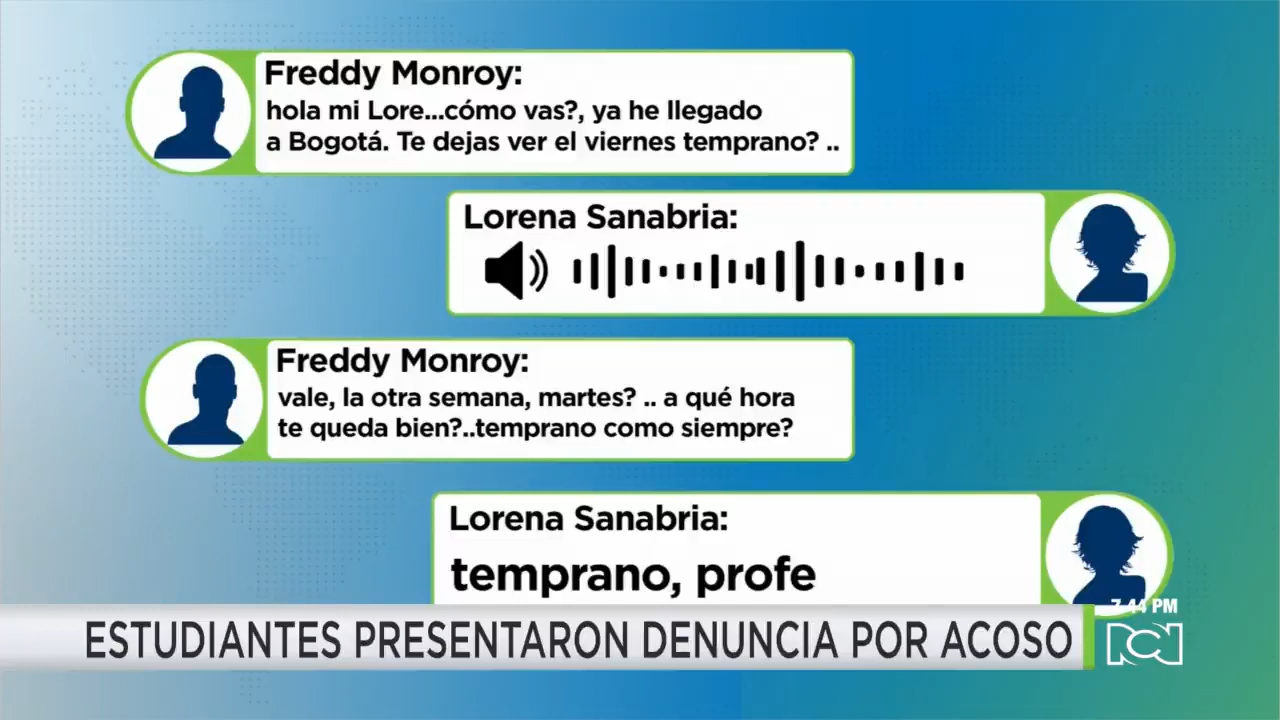 Freddy Monroy:
hola mi Lore...cómo vas?, ya he llegado
a Bogotá. Te dejas ver el viernes temprano? ..
Lorena Sanabria:
Freddy Monroy:
vale, la otra semana, martes? .. a qué hora
te queda bien?..temprano como siempre?
Lorena Sanabria:
temprano, profe
7:44 PM
ESTUDIANTES PRESENTARON DENUNCIA POR ACOSO
RCN